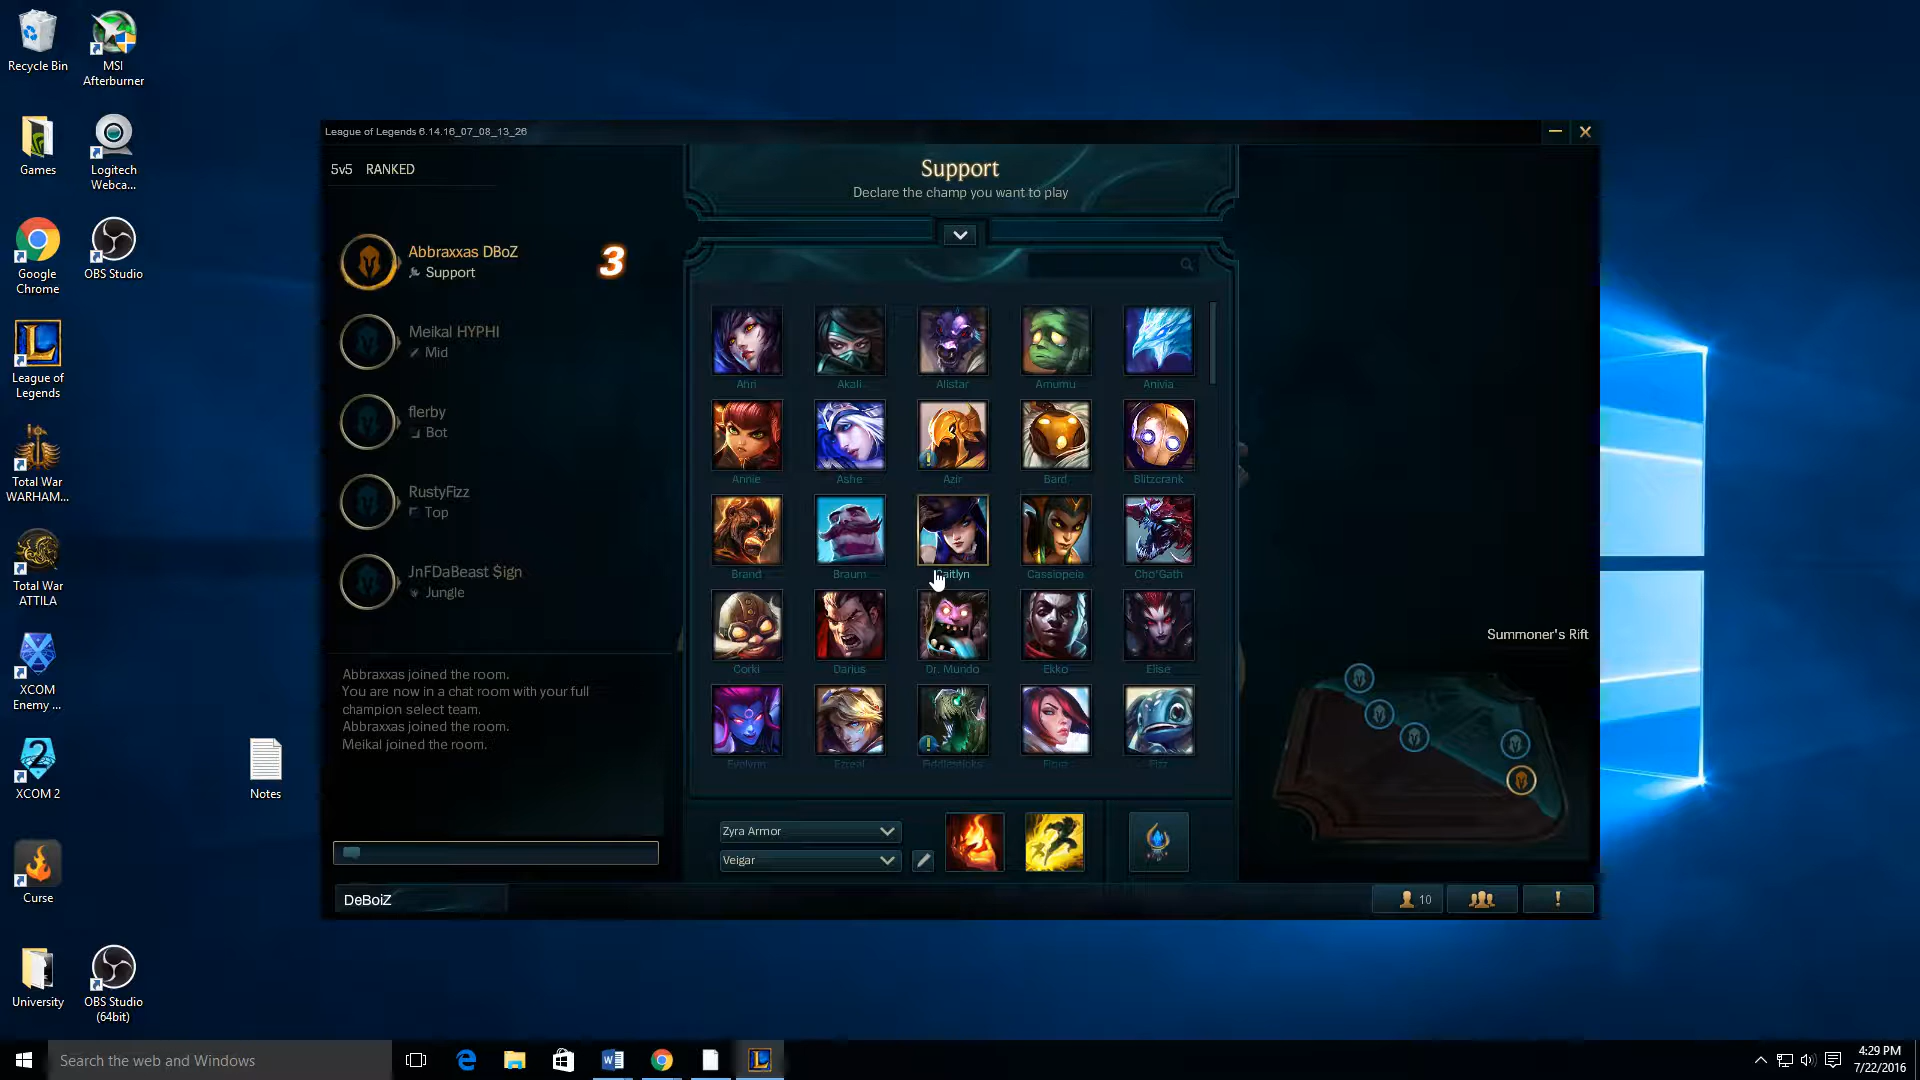 Recycle Bin
MSI
Afterburner
Games
Logitech
Webca...
Google
Chrome
OBS Studio
League of
Legends
Total War
WARHAM...
Total War
ATTILA
XCOM
Enemy ...
XCOM 2
Notes
Curse
University
OBS Studio
(64bit)
League of Legends 6.14.16_07_08_13_26
5v5 RANKED
Support
Declare the champ you want to play
Abbraxxas DBoZ
Support
3
Meikal HYPHI
Mid
flerby
Bot
RustyFizz
Top
JnFDaBeast $ign
Jungle
Abbraxxas joined the room.
You are now in a chat room with your full
champion select team.
Abbraxxas joined the room.
Meikal joined the room.
DeBoiZ
Ahri Akali Alistar Amumu Anivia
Annie Ashe Azir Bard Blitzcrank
Brand Braum Caitlyn Cassiopeia Cho'Gath
Corki Darius Dr. Mundo Ekko Elise
Evelynn Ezreal Fiddlesticks Fiora Fizz
Zyra Armor
Veigar
Summoner's Rift
10
Search the web and Windows
4:29 PM
7/22/2016